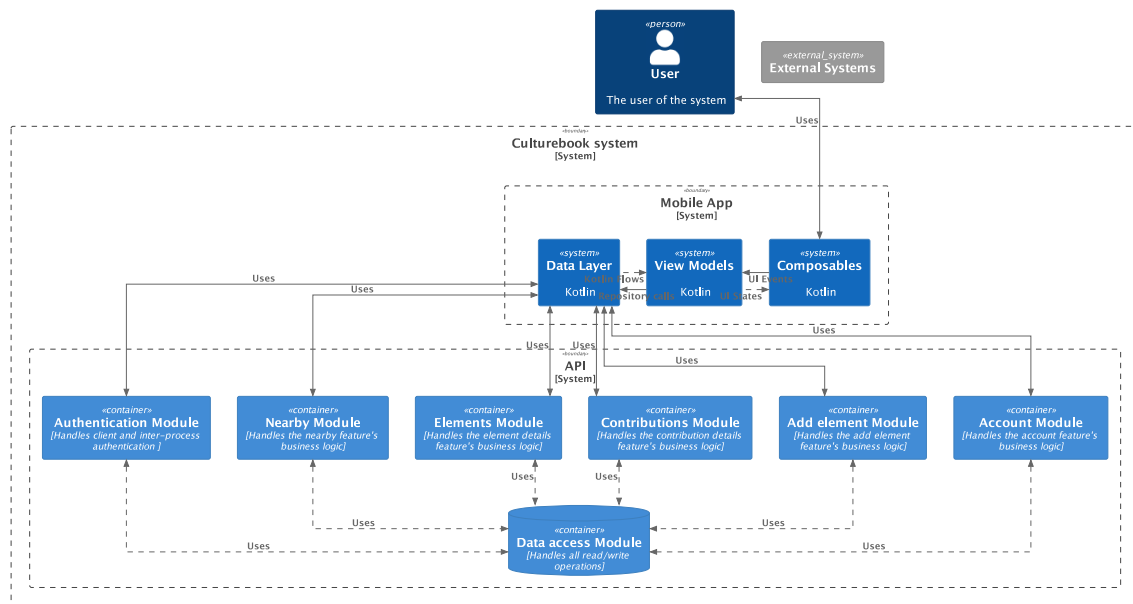 «person»
User
The user of the system
«external_system»
External Systems
Uses
«boundary»
Culturebook system
[System]
«boundary»
Mobile App
[System]
«system»
Data Layer
Kotlin
«system»
View Models
Kotlin
«system»
Composables
Kotlin
Kotlin Flows
UI Events
Repository calls
UI States
Uses
Uses
Uses
Uses
Uses
Uses
«boundary»
API
[System]
«container»
Authentication Module
[Handles client and inter-process
authentication ]
«container»
Nearby Module
[Handles the nearby feature's
business logic]
«container»
Elements Module
[Handles the element details
feature's business logic]
«container»
Contributions Module
[Handles the contribution details
feature's business logic]
«container»
Add element Module
[Handles the add element
feature's business logic]
«container»
Account Module
[Handles the account feature's
business logic]
Uses
Uses
Uses
Uses
Uses
Uses
«container»
Data access Module
[Handles all read/write
operations]